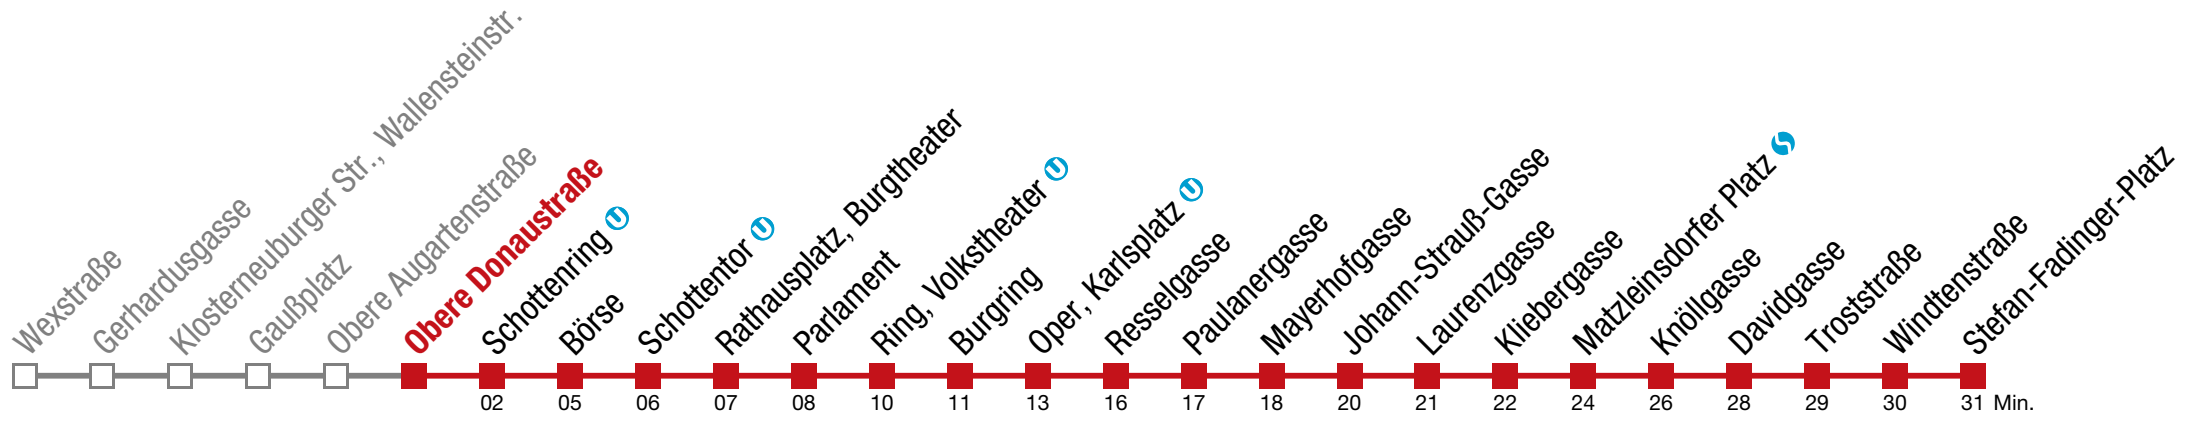 Wexstraße
Gerhardusgasse
Klosterneuburger Str., Wallensteinstr.
Gaußplatz
Obere Augartenstraße
Obere Donaustraße
Schottenring U
Börse
Schottentor U
Rathausplatz, Burgtheater
Parlament
Ring, Volkstheater U
Burgring
Oper, Karlsplatz U
Resselgasse
Paulanergasse
Mayerhofgasse
Johann-Strauß-Gasse
Laurenzgasse
Kliebergasse
Matzleinsdorfer Platz S
Knöllgasse
Davidgasse
Troststraße
Windtenstraße
Stefan-Fadinger-Platz
02 05 06 07 08 10 11 13 16 17 18 20 21 22 24 26 28 29 30 31 Min.